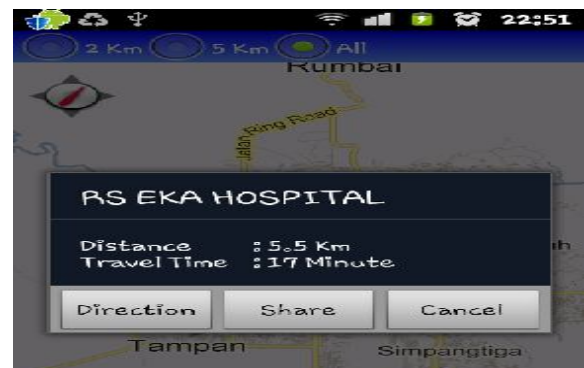 22:51
2 Km 5 Km All
Rumbai
Jalan Ring Road
RS EKA HOSPITAL
Distance : 5.5 Km
Travel Time : 17 Minute
Direction Share Cancel
Tampan
Simpangtiga